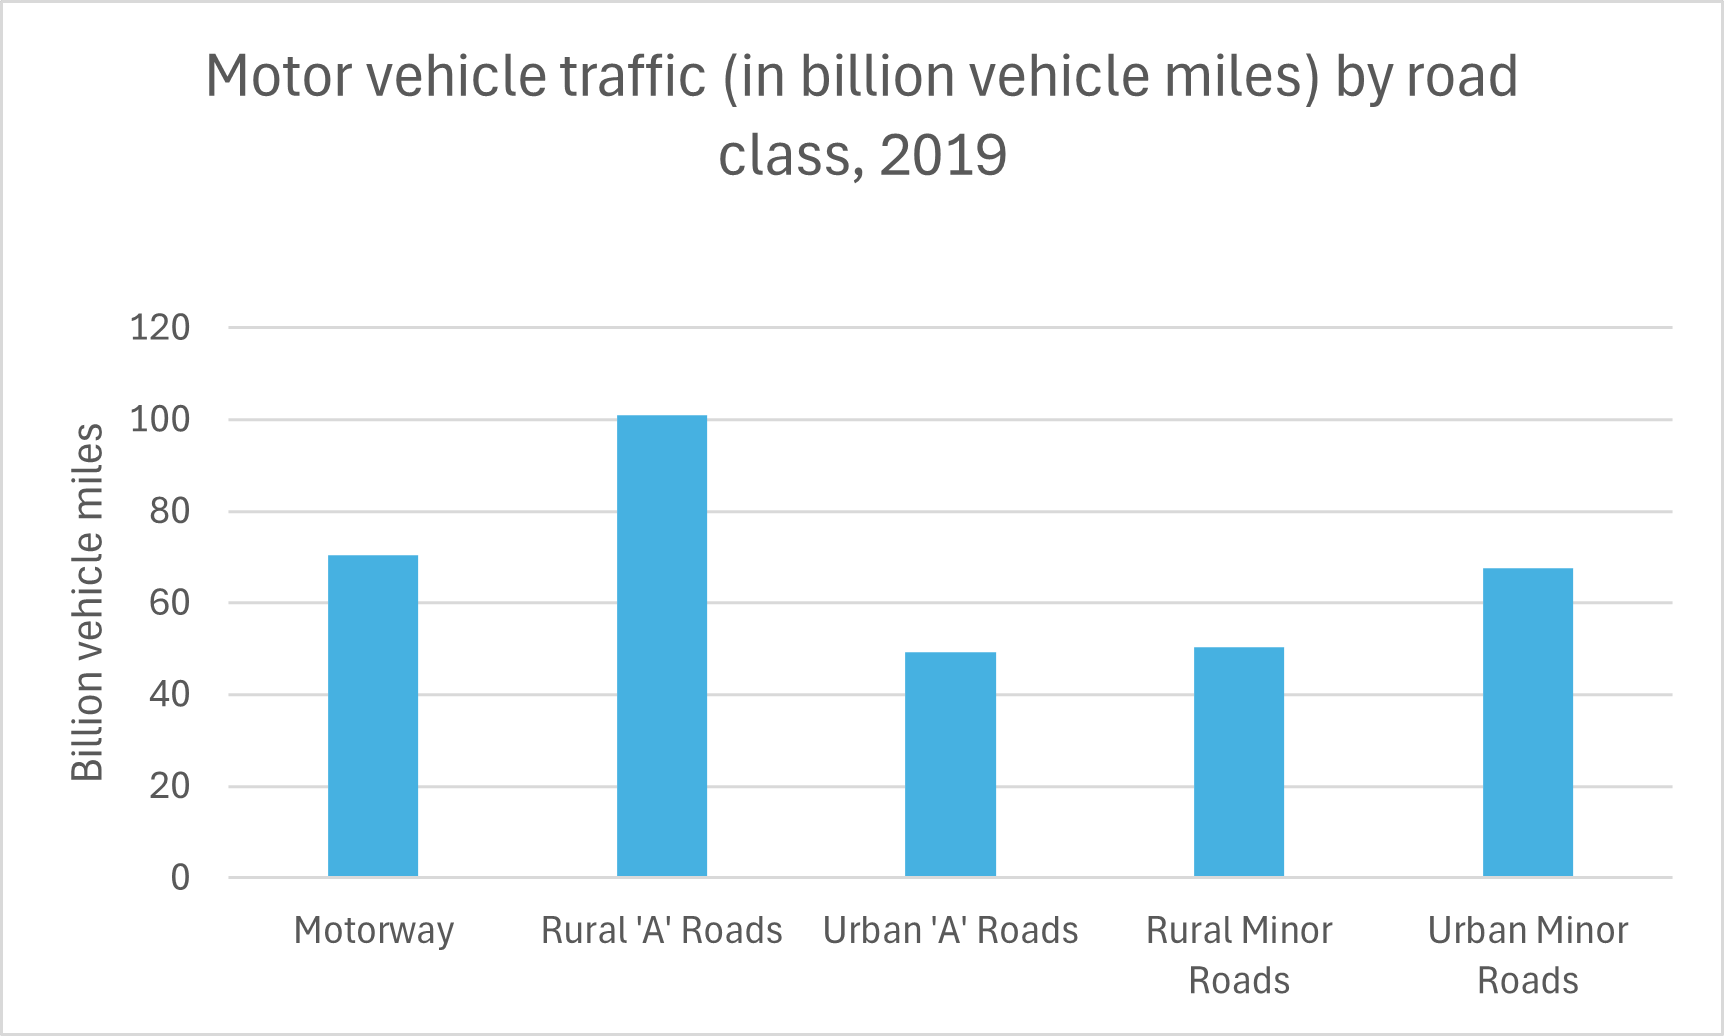 Motor vehicle traffic (in billion vehicle miles) by road
class, 2019
120
100
80
60
40
20
0
Billion vehicle miles
Motorway
Rural 'A' Roads
Urban 'A' Roads
Rural Minor
Roads
Urban Minor
Roads